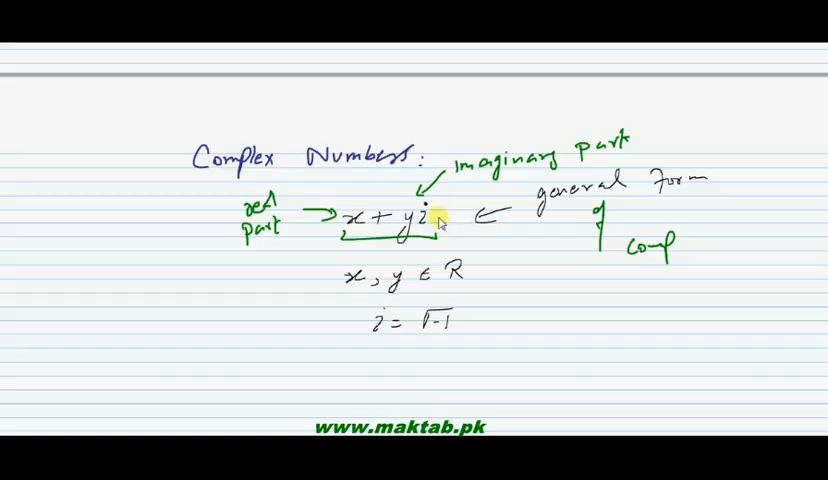 Complex Numbers:
imaginary part
real part
x + yi
general form
of
comp
x, y ∈ R
i = √-1
www.maktab.pk